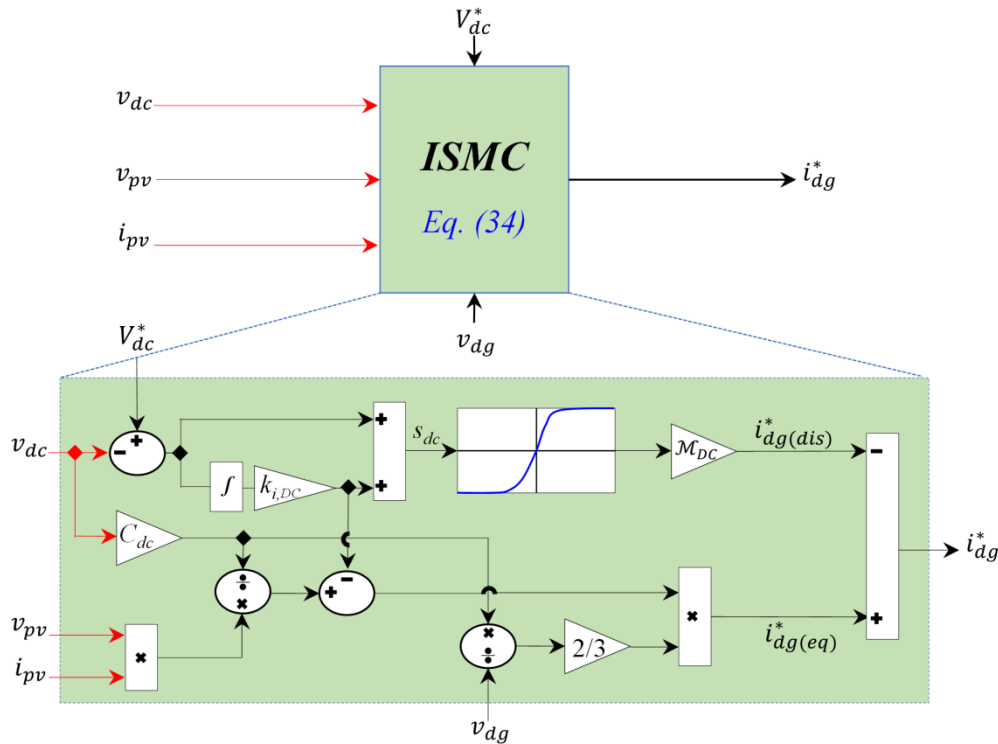 V*dc
vdc
vpv
ipv
ISMC
Eq. (34)
i*dg
vdg
V*dc
vdc
+
−
∫
ki,DC
+
+
sdc
MDC
i*dg(dis)
−
Cdc
÷
×
+
−
vpv
ipv
×
×
÷
2/3
×
i*dg(eq)
+
i*dg
vdg